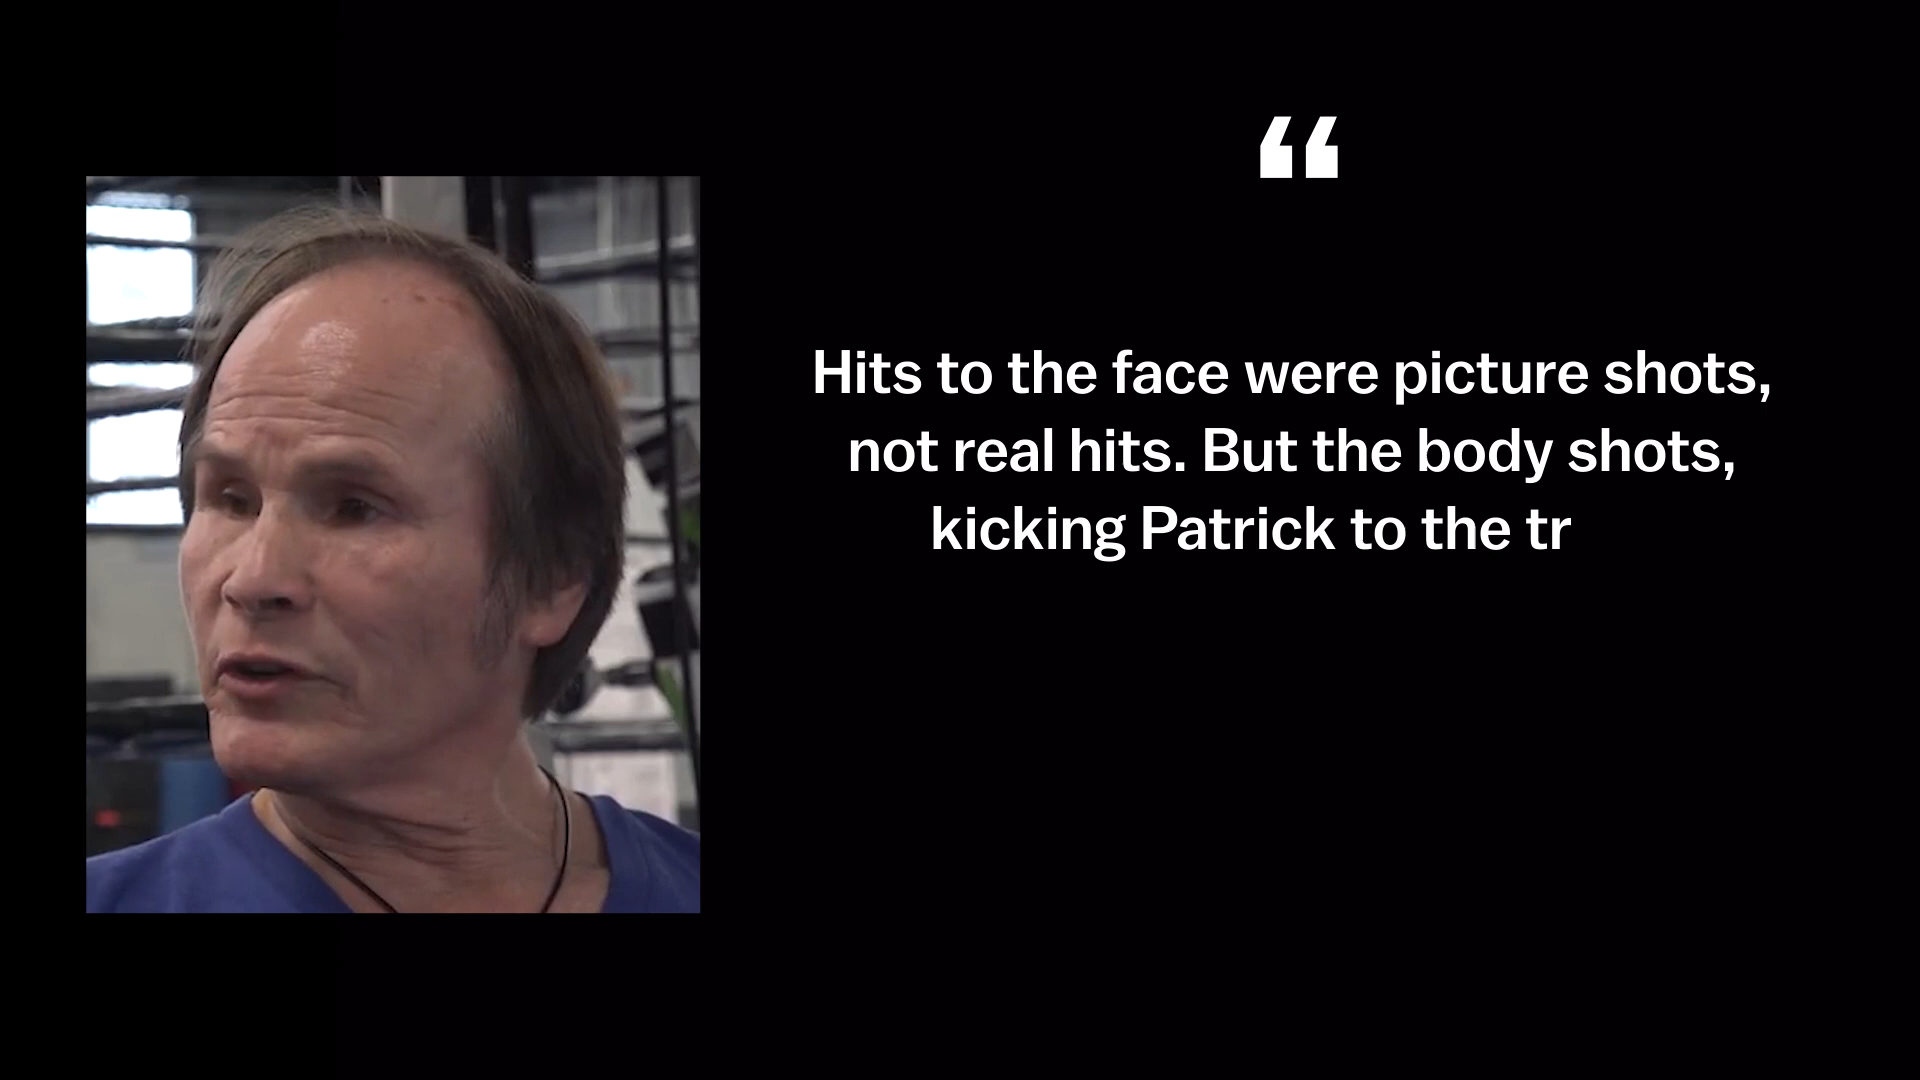 “
Hits to the face were picture shots,
not real hits. But the body shots,
kicking Patrick to the tr